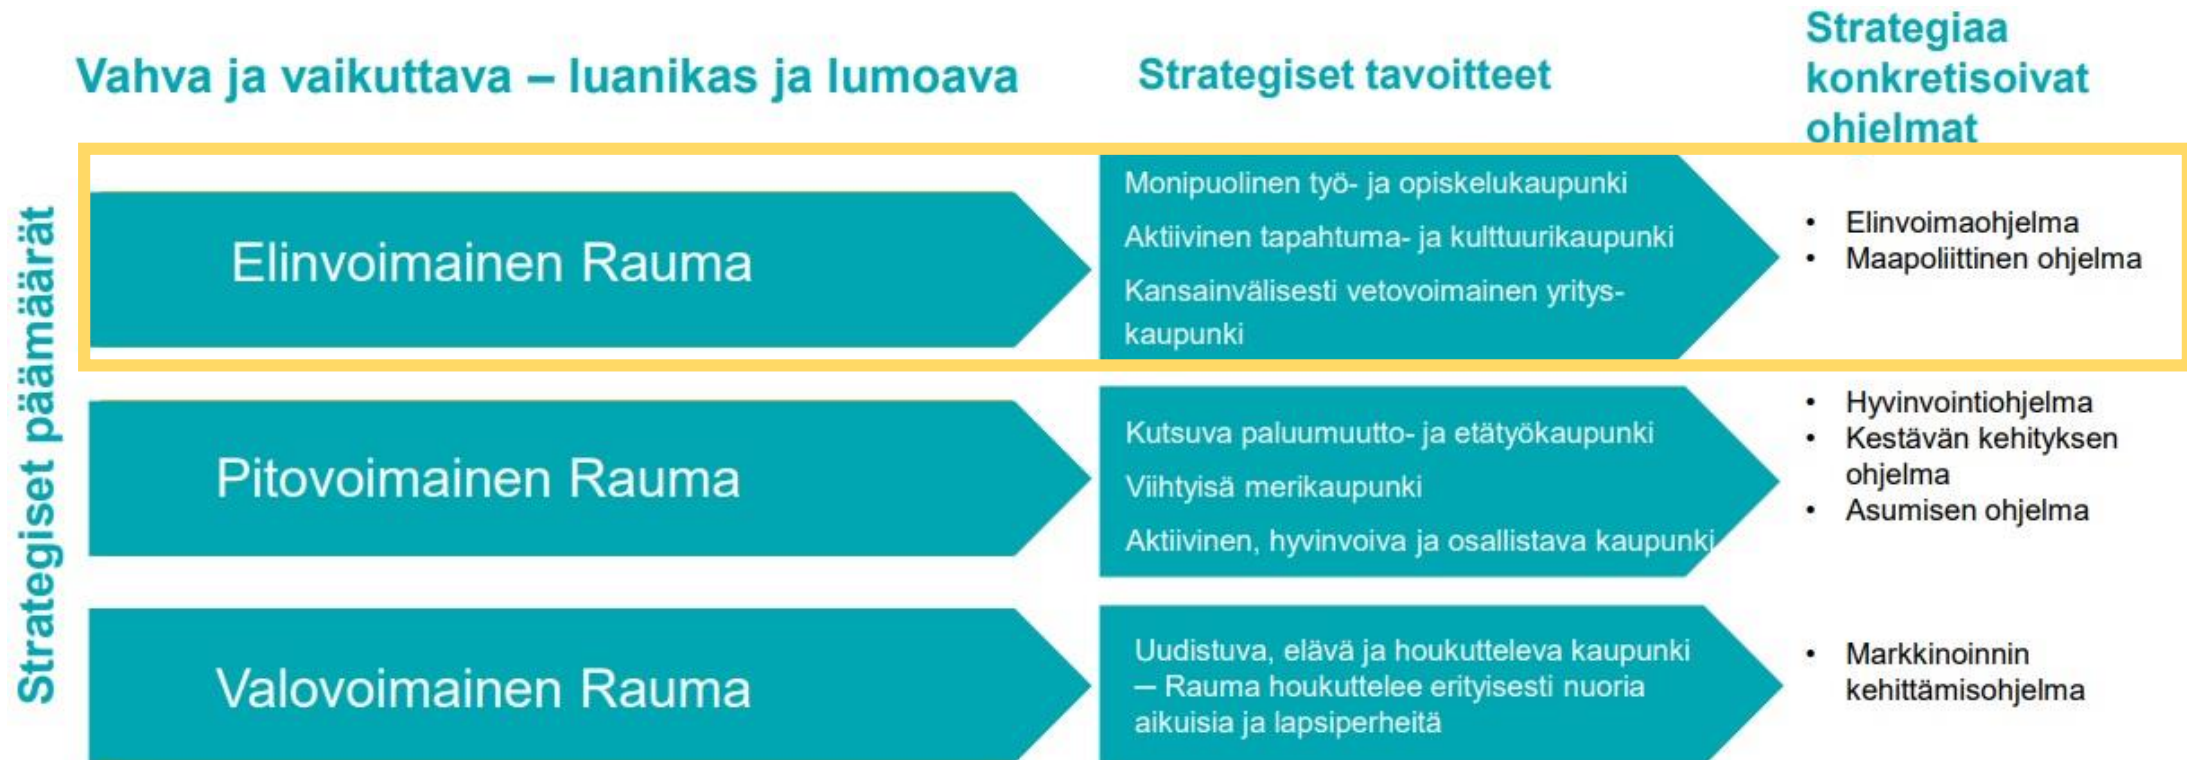 Vahva ja vaikuttava – luanikas ja lumoava
Strategiset tavoitteet
Strategiaa
konkretisoivat
ohjelmat
Strategiset päämäärät
Elinvoimainen Rauma
Monipuolinen työ- ja opiskelukaupunki
Aktiivinen tapahtuma- ja kulttuurikaupunki
Kansainvälisesti vetovoimainen yritys-
kaupunki
• Elinvoimaohjelma
• Maapoliittinen ohjelma
Pitovoimainen Rauma
Kutsuva paluumuutto- ja etätyökaupunki
Viihtyisä merikaupunki
Aktiivinen, hyvinvoiva ja osallistava kaupunki
• Hyvinvointiohjelma
• Kestävän kehityksen
ohjelma
• Asumisen ohjelma
Valovoimainen Rauma
Uudistuva, elävä ja houkutteleva kaupunki
— Rauma houkuttelee erityisesti nuoria
aikuisia ja lapsiperheitä
• Markkinoinnin
kehittämisohjelma